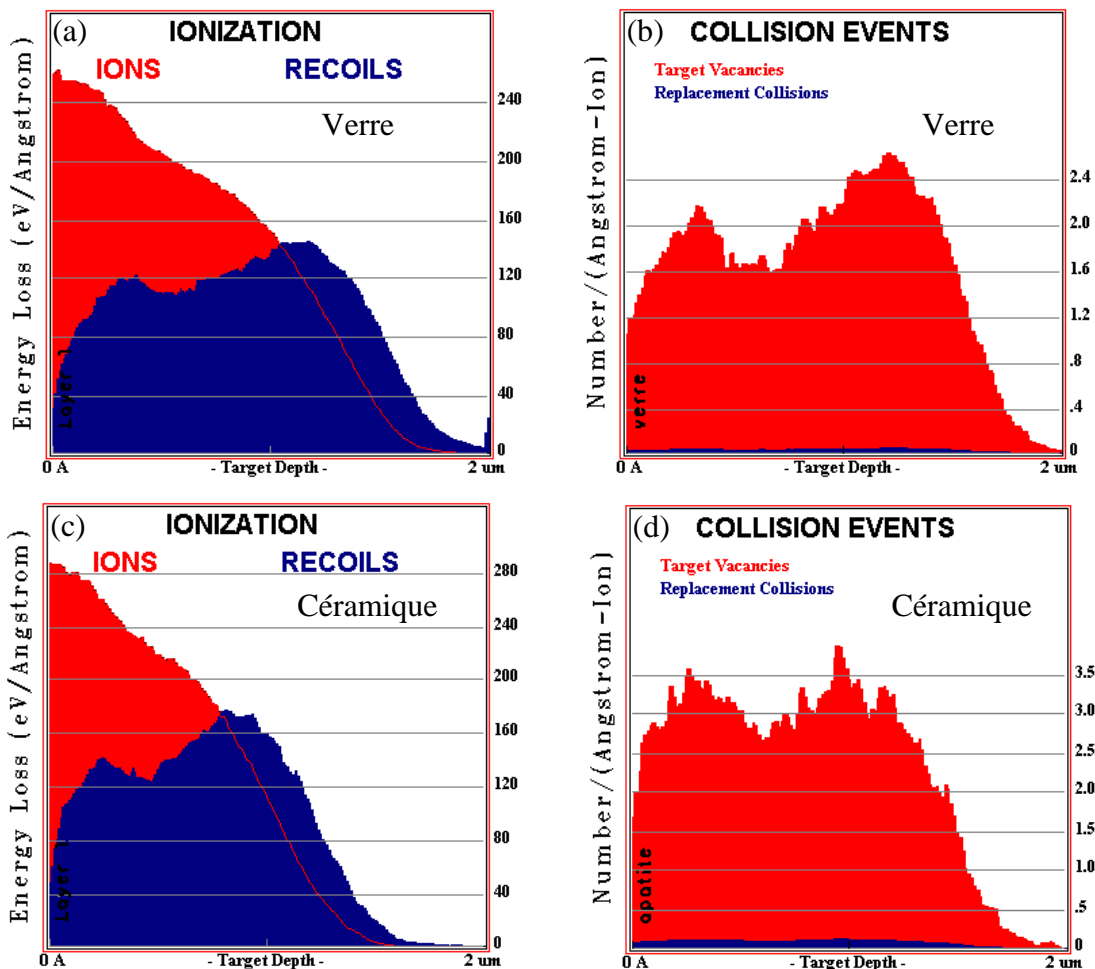 (a)
IONIZATION
IONS RECOILS
Verre
Energy Loss (eV/Angstrom)
240
200
160
120
80
40
0
Layer 1
0 A - Target Depth - 2 um
(b)
COLLISION EVENTS
Target Vacancies
Replacement Collisions
Verre
Number/(Angstrom-Ion)
2.4
2.0
1.6
1.2
.8
.4
0
verre
0 A - Target Depth - 2 um
(c)
IONIZATION
IONS RECOILS
Céramique
Energy Loss (eV/Angstrom)
280
240
200
180
160
120
80
40
0
Layer 1
0 A - Target Depth - 2 um
(d)
COLLISION EVENTS
Target Vacancies
Replacement Collisions
Céramique
Number/(Angstrom-Ion)
3.5
3.0
2.5
2.0
1.5
1.0
.5
0
apatite
0 A - Target Depth - 2 um